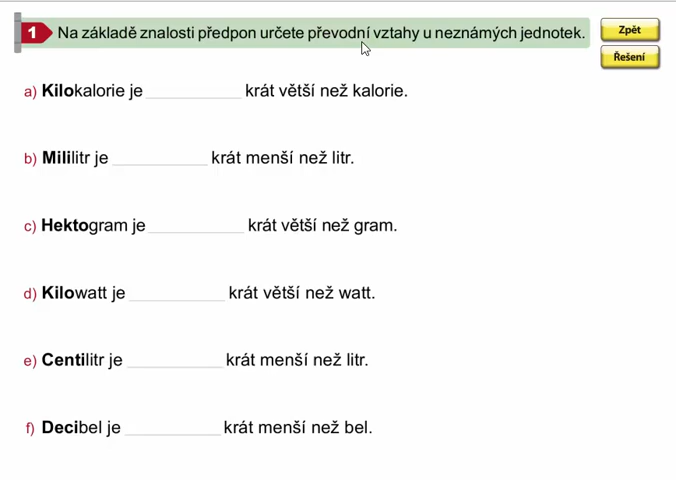 1 Na základě znalosti předpon určete převodní vztahy u neznámých jednotek.
Zpět
Řešení
a) Kilokalorie je ____________ krát větší než kalorie.
b) Mililitr je ____________ krát menší než litr.
c) Hektogram je ____________ krát větší než gram.
d) Kilowatt je ____________ krát větší než watt.
e) Centilitr je ____________ krát menší než litr.
f) Decibel je ____________ krát menší než bel.